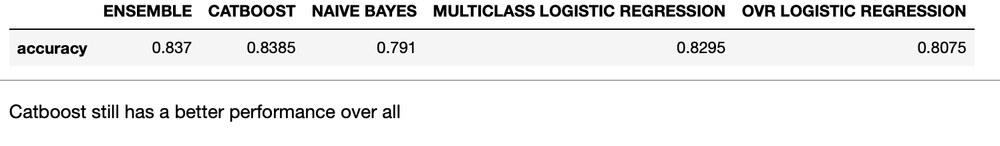 ENSEMBLE CATBOOST NAIVE BAYES MULTICLASS LOGISTIC REGRESSION OVR LOGISTIC REGRESSION
accuracy 0.837 0.8385 0.791 0.8295 0.8075
Catboost still has a better performance over all